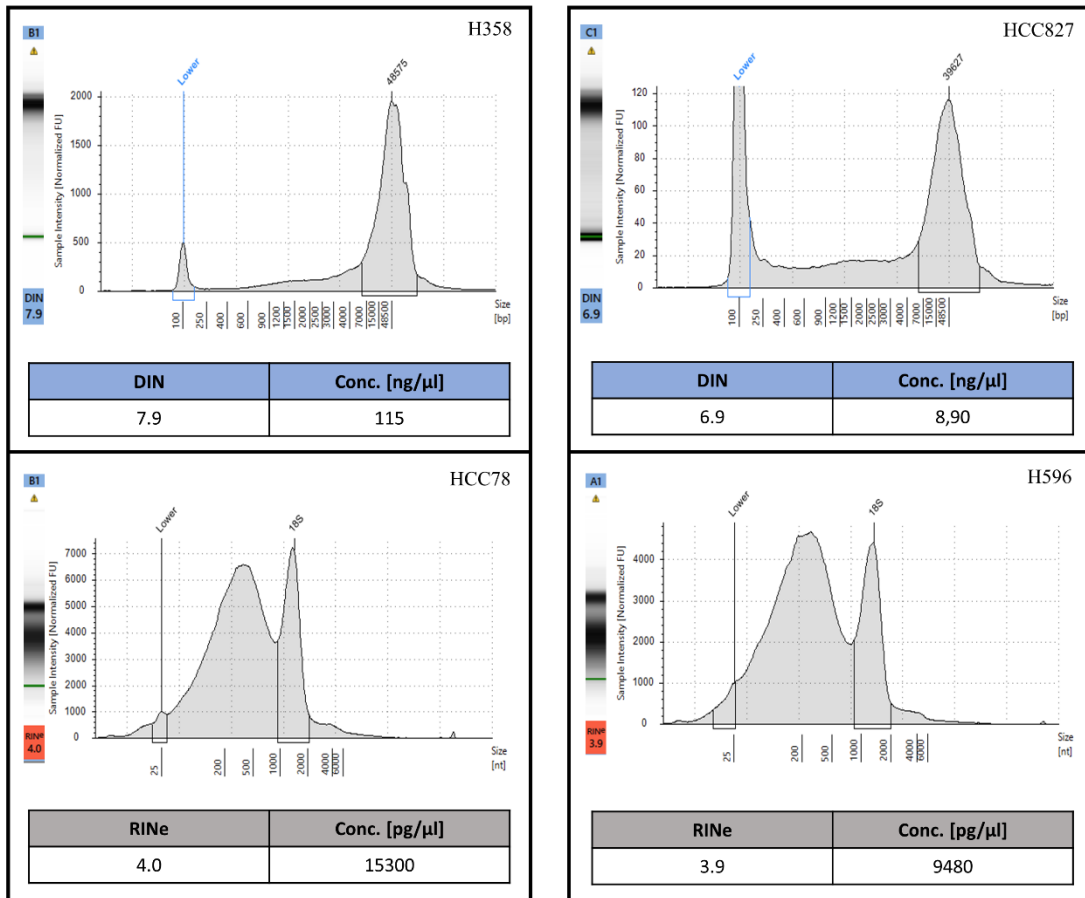 B1
H358
Lower
48575
Sample Intensity [Normalized FU]
2000
1500
1000
500
0
100
250
400
600
900
1200
1500
2000
2500
3000
4000
7000
15000
48500
Size
[bp]
DIN
7.9
DIN Conc. [ng/µl]
7.9 115
C1
HCC827
Lower
39627
Sample Intensity [Normalized FU]
120
100
80
60
40
20
0
100
250
400
600
900
1200
1500
2000
2500
3000
4000
7000
15000
48500
Size
[bp]
DIN
6.9
DIN Conc. [ng/µl]
6.9 8,90
B1
HCC78
Lower
18S
Sample Intensity [Normalized FU]
7000
6000
5000
4000
3000
2000
1000
0
25
200
500
1000
2000
4000
6000
Size
[nt]
RINe
4.0
RINe Conc. [pg/µl]
4.0 15300
A1
H596
Lower
18S
Sample Intensity [Normalized FU]
4000
3000
2000
1000
0
25
200
500
1000
2000
4000
6000
Size
[nt]
RINe
3.9
RINe Conc. [pg/µl]
3.9 9480